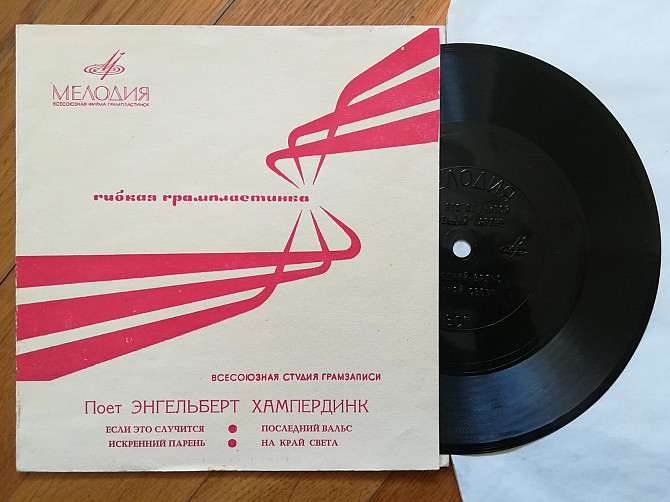 МЕЛОДИЯ
ВСЕСОЮЗНАЯ ФИРМА ГРАМПЛАСТИНОК
гибкая грампластинка
ВСЕСОЮЗНАЯ СТУДИЯ ГРАМЗАПИСИ
Поет ЭНГЕЛЬБЕРТ ХАМПЕРДИНК
ЕСЛИ ЭТО СЛУЧИТСЯ ● ПОСЛЕДНИЙ ВАЛЬС
ИСКРЕННИЙ ПАРЕНЬ ● НА КРАЙ СВЕТА